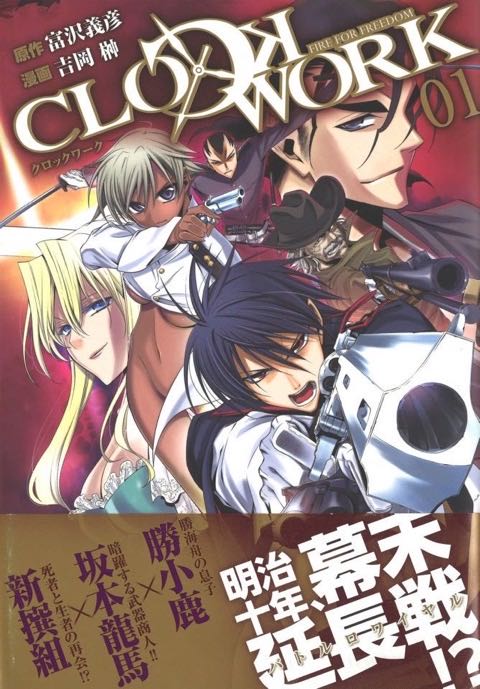 原作 富沢義彦
漫画 吉岡 榊
CLOCKWORK
FIRE FOR FREEDOM
クロックワーク
01
勝海舟の息子
勝小鹿
×
暗躍する武器商人!!
坂本龍馬
×
死者と生者の再会!?
新撰組
明治十年、
幕末延長戦!?
バトルロワイヤル